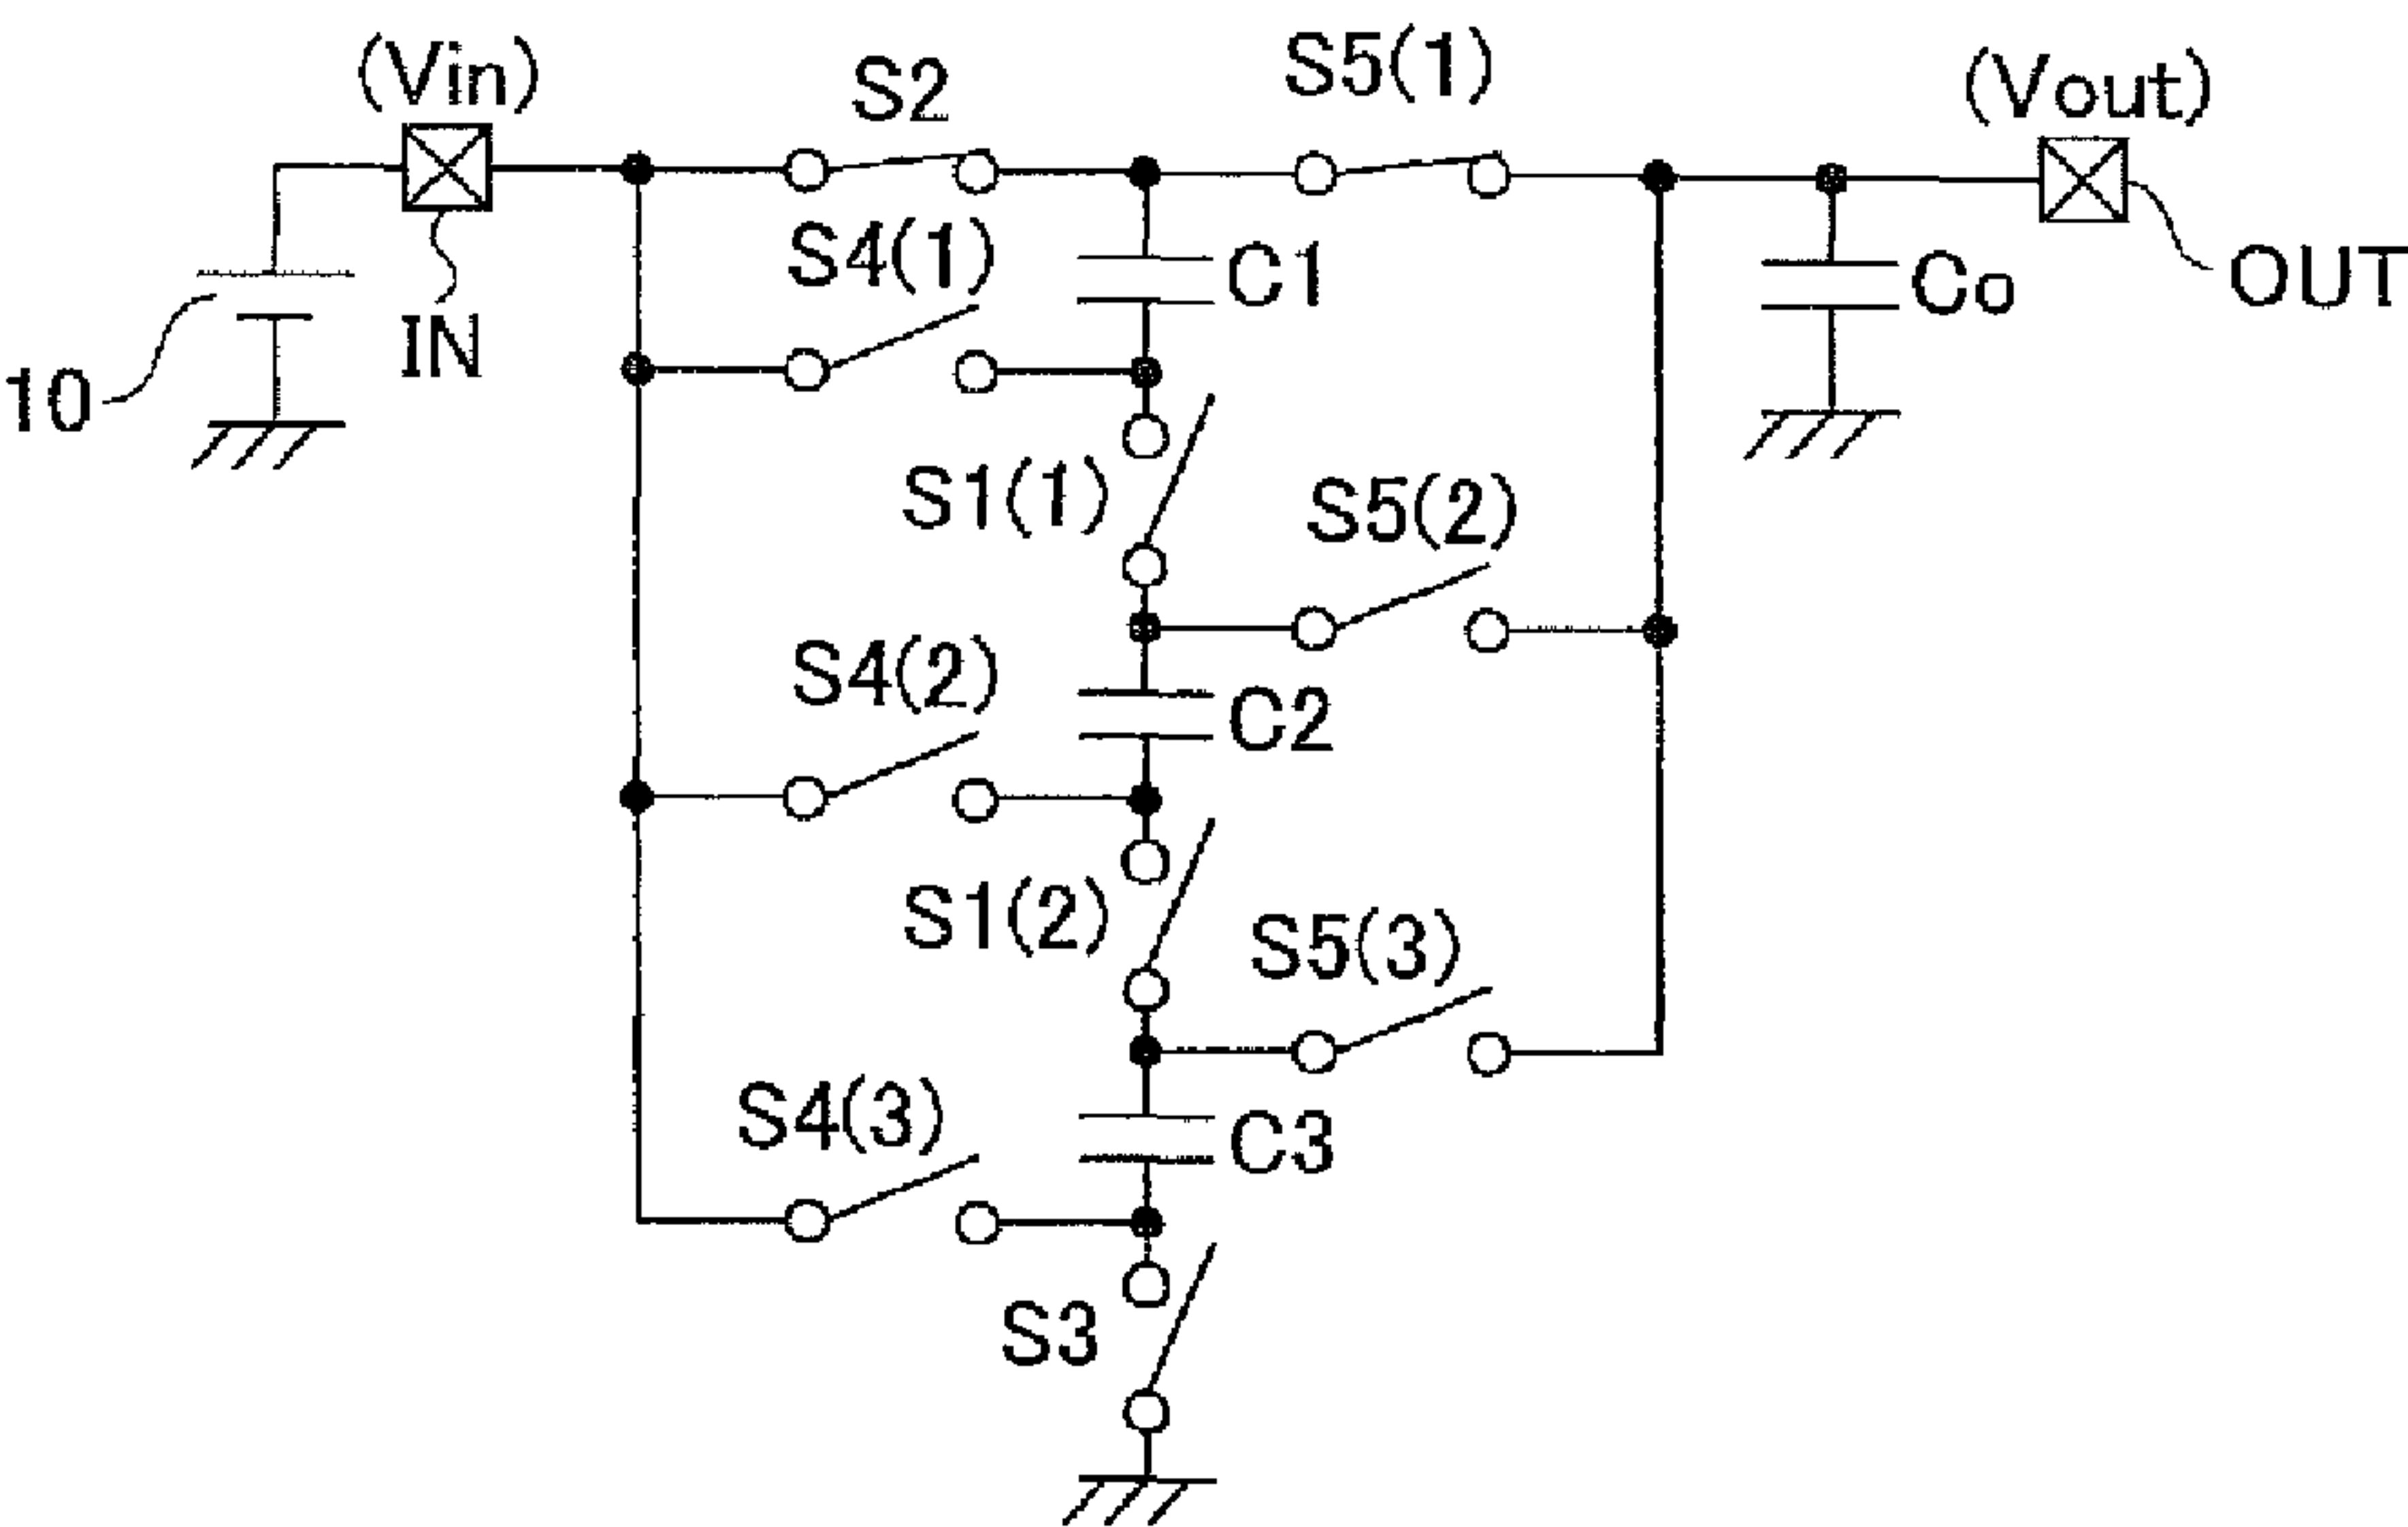 (Vin)
S2
S5(1)
(Vout)
S4(1)
C1
Co
OUT
IN
10
S1(1)
S5(2)
S4(2)
C2
S1(2)
S5(3)
S4(3)
C3
S3